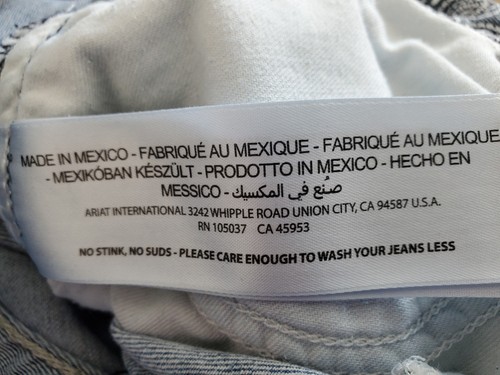 MADE IN MEXICO - FABRIQUÉ AU MEXIQUE - FABRIQUÉ AU MEXIQUE
- MEXIKÓBAN KÉSZÜLT - PRODOTTO IN MEXICO - HECHO EN
MESSICO - صُنع في المكسيك
ARIAT INTERNATIONAL 3242 WHIPPLE ROAD UNION CITY, CA 94587 U.S.A.
RN 105037 CA 45953
NO STINK, NO SUDS - PLEASE CARE ENOUGH TO WASH YOUR JEANS LESS